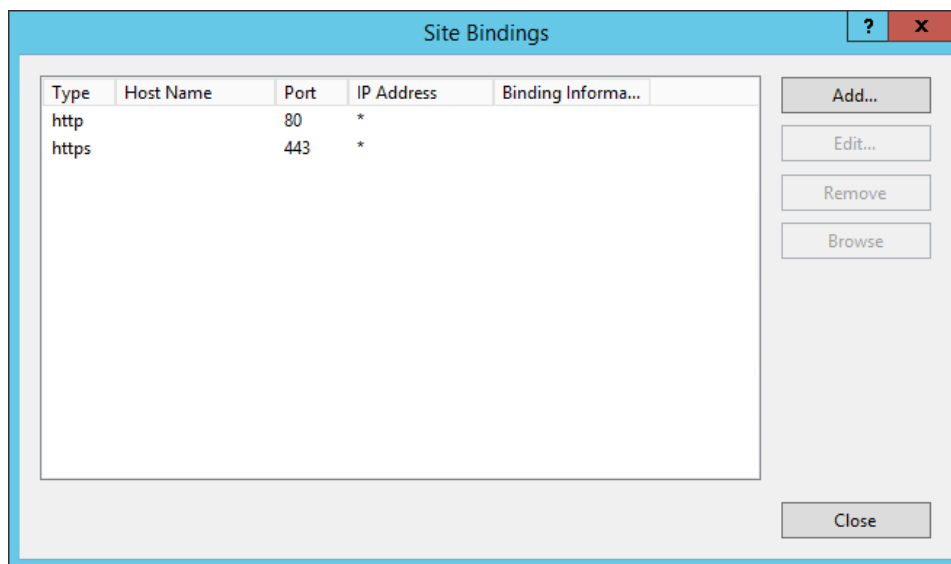 Site Bindings
? x
Type Host Name Port IP Address Binding Informa...
http 80 *
https 443 *
Add...
Edit...
Remove
Browse
Close